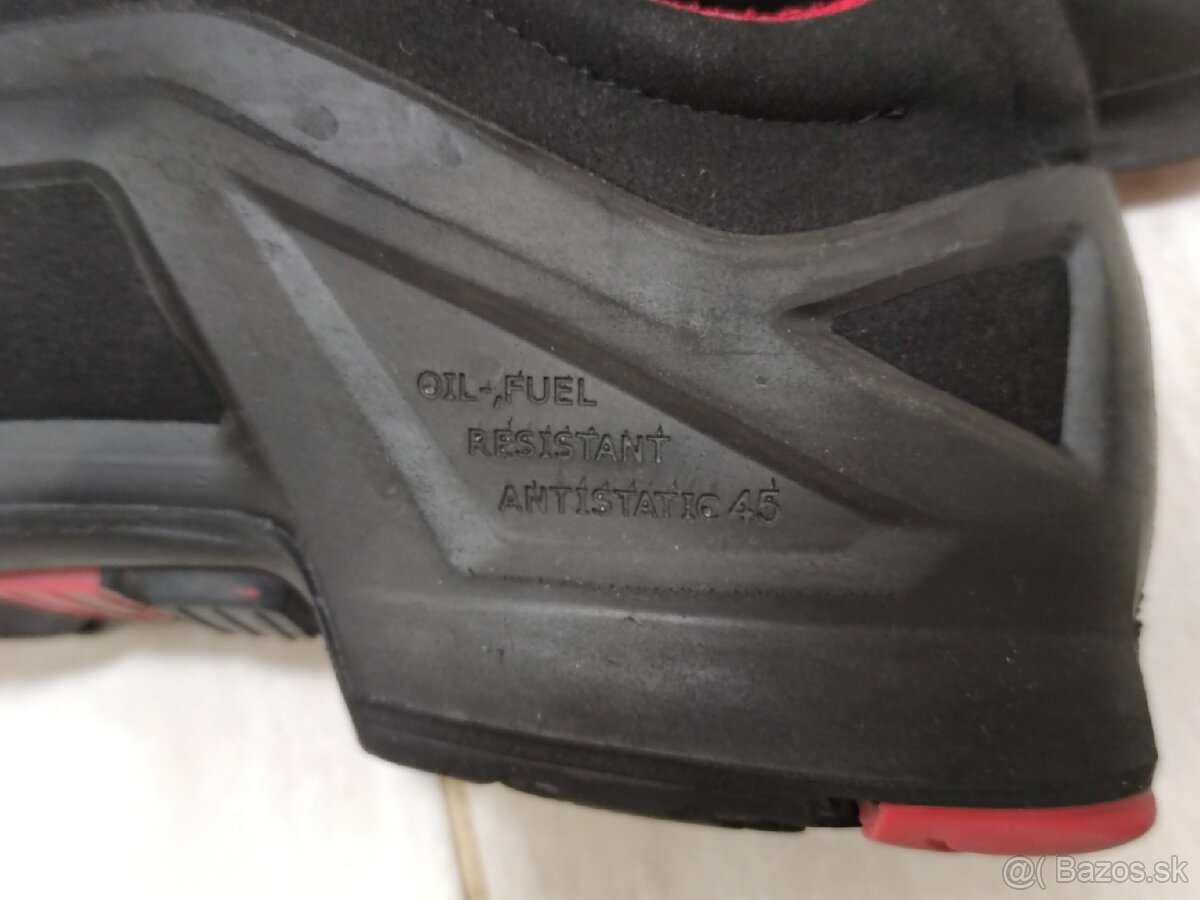 OIL-,FUEL
RESISTANT
ANTISTATIC 45
@( Bazos.sk